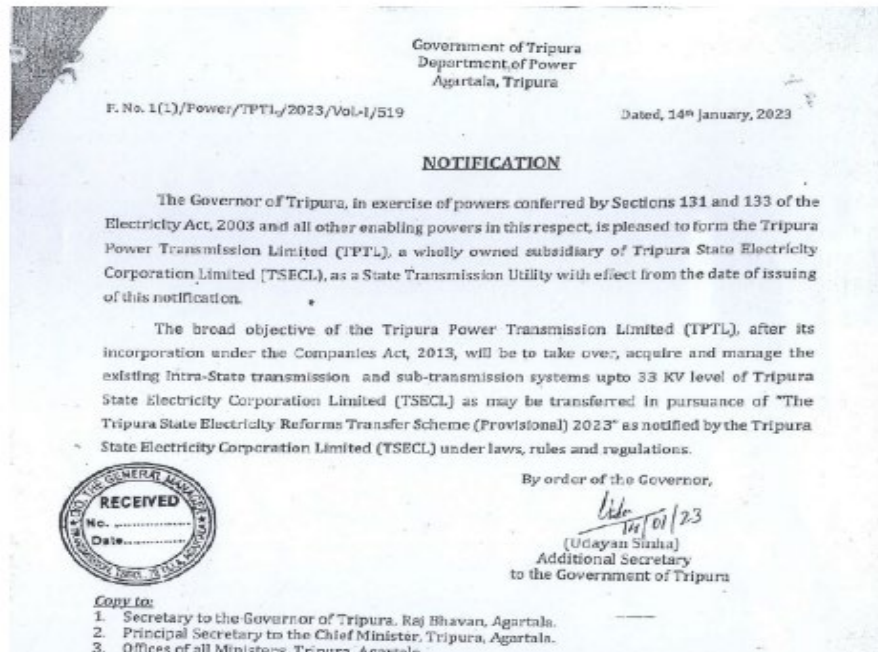 Government of Tripura
Department of Power
Agartala, Tripura
F. No. 1(1)/Power/TPTL/2023/Vol-I/519
Dated, 14th January, 2023
NOTIFICATION
The Governor of Tripura, in exercise of powers conferred by Sections 131 and 133 of the
Electricity Act, 2003 and all other enabling powers in this respect, is pleased to form the Tripura
Power Transmission Limited (TPTL), a wholly owned subsidiary of Tripura State Electricity
Corporation Limited (TSECL), as a State Transmission Utility with effect from the date of issuing
of this notification.
The broad objective of the Tripura Power Transmission Limited (TPTL), after its
incorporation under the Companies Act, 2013, will be to take over, acquire and manage the
existing Intra-State transmission and sub-transmission systems upto 33 KV level of Tripura
State Electricity Corporation Limited (TSECL) as may be transferred in pursuance of "The
Tripura State Electricity Reforms Transfer Scheme (Provisional) 2023" as notified by the Tripura
State Electricity Corporation Limited (TSECL) under laws, rules and regulations.
By order of the Governor,
14/01/23
(Udayan Sinha)
Additional Secretary
to the Government of Tripura
THE GENERAL MANAGER
RECEIVED
No. ...............
Date...............
Copy to:
1. Secretary to the Governor of Tripura, Raj Bhavan, Agartala.
2. Principal Secretary to the Chief Minister, Tripura, Agartala.
3. Offices of all Ministers, Tripura, Agartala